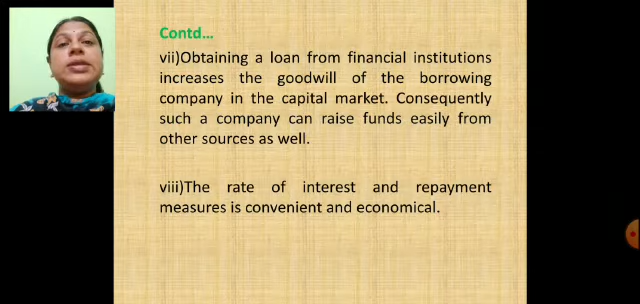 Contd...
vii)Obtaining a loan from financial institutions
increases the goodwill of the borrowing
company in the capital market. Consequently
such a company can raise funds easily from
other sources as well.
viii)The rate of interest and repayment
measures is convenient and economical.